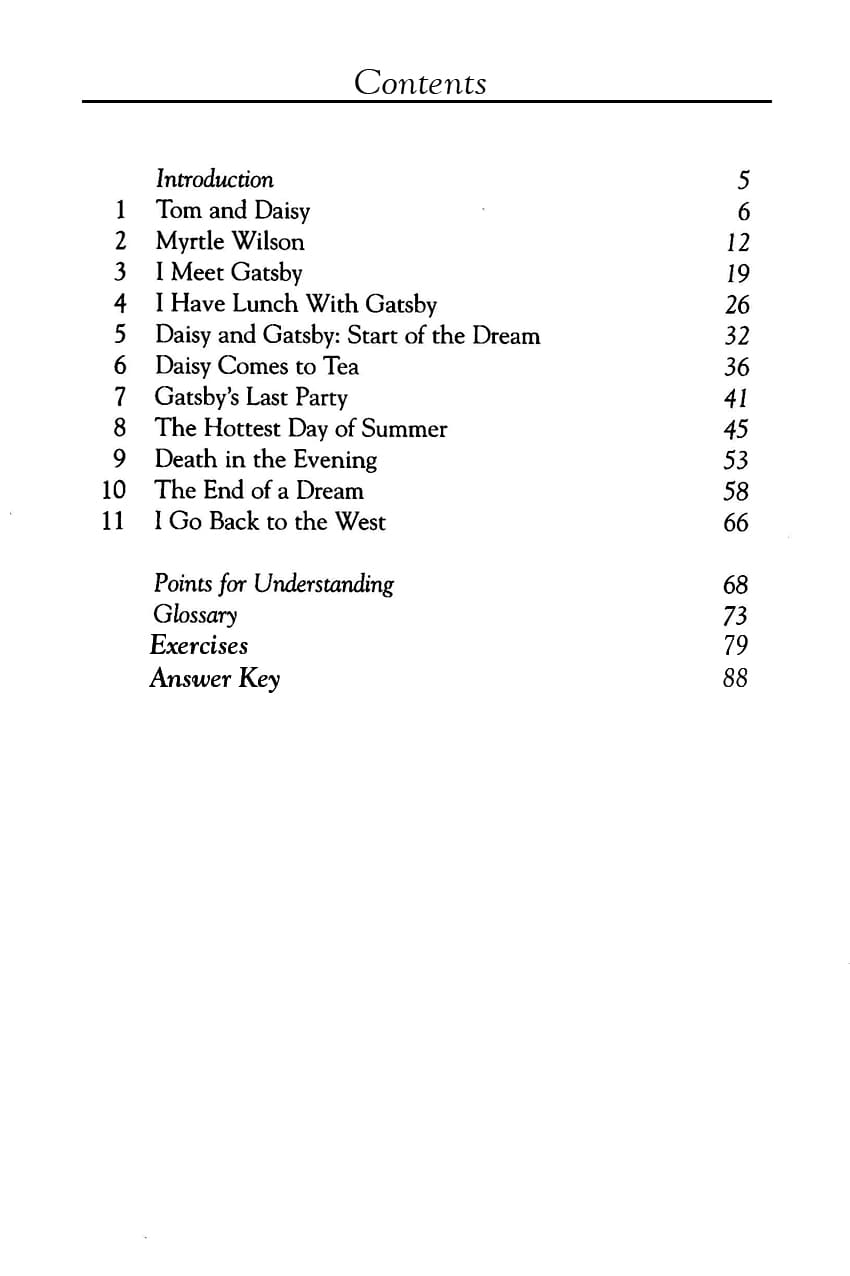 Contents
Introduction 5
1 Tom and Daisy 6
2 Myrtle Wilson 12
3 I Meet Gatsby 19
4 I Have Lunch With Gatsby 26
5 Daisy and Gatsby: Start of the Dream 32
6 Daisy Comes to Tea 36
7 Gatsby's Last Party 41
8 The Hottest Day of Summer 45
9 Death in the Evening 53
10 The End of a Dream 58
11 I Go Back to the West 66
Points for Understanding 68
Glossary 73
Exercises 79
Answer Key 88